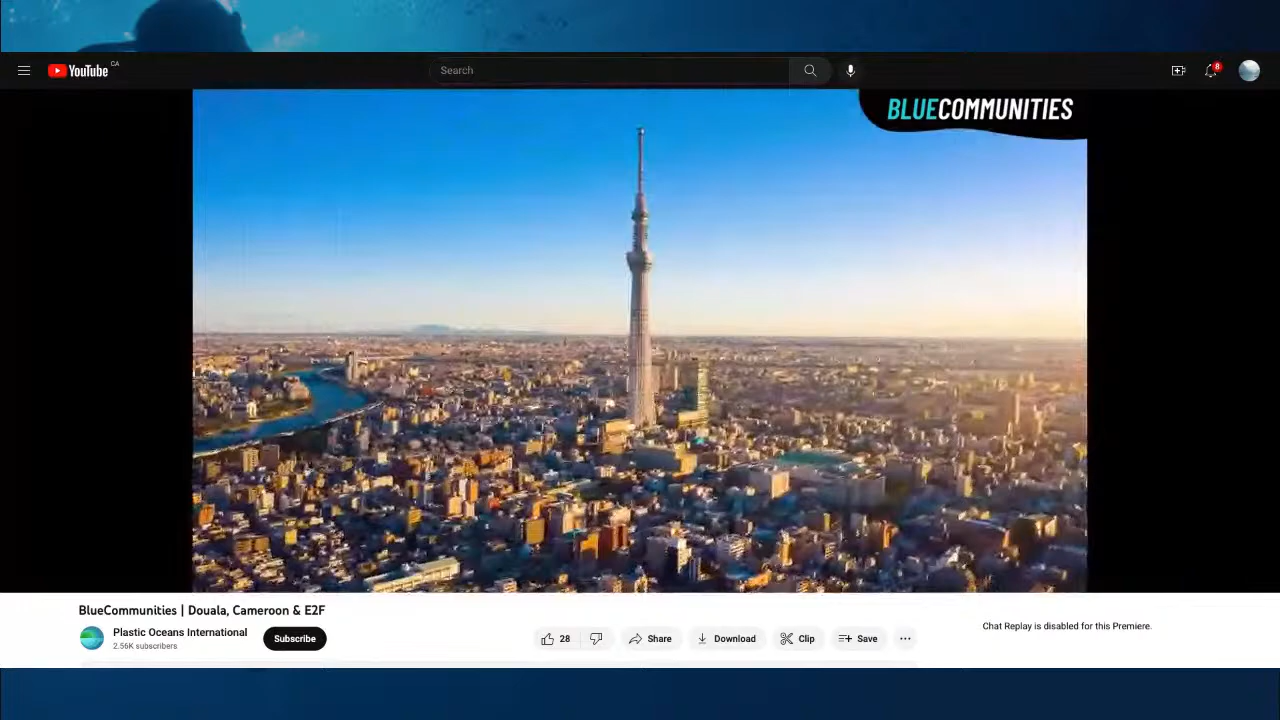 YouTube CA
Search
8
BLUECOMMUNITIES
BlueCommunities | Douala, Cameroon & E2F
Plastic Oceans International
2.56K subscribers
Subscribe
28
Share
Download
Clip
Save
Chat Replay is disabled for this Premiere.